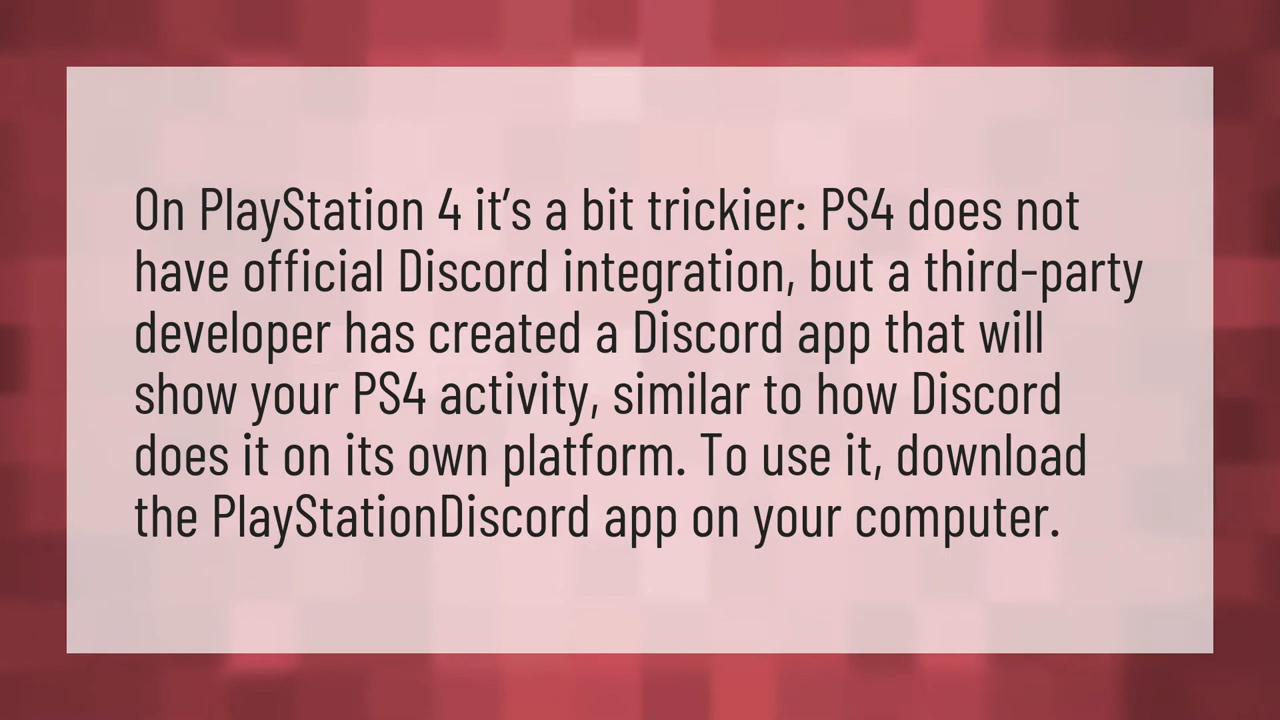 On PlayStation 4 it’s a bit trickier: PS4 does not
have official Discord integration, but a third-party
developer has created a Discord app that will
show your PS4 activity, similar to how Discord
does it on its own platform. To use it, download
the PlayStationDiscord app on your computer.